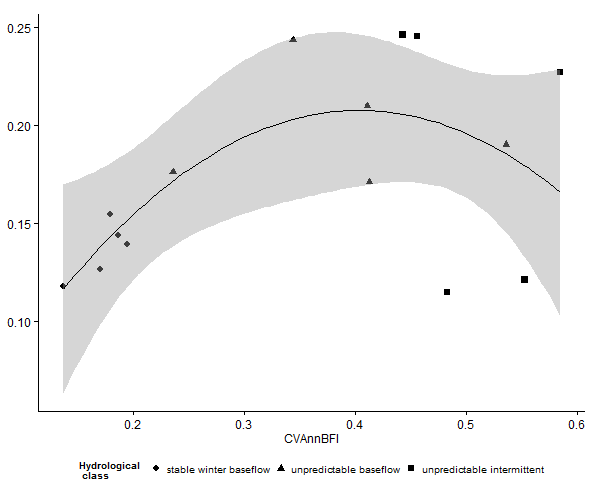 0.25
0.20
0.15
0.10
0.2 0.3 0.4 0.5 0.6
CVAnnBFI
Hydrological
class
stable winter baseflow unpredictable baseflow unpredictable intermittent